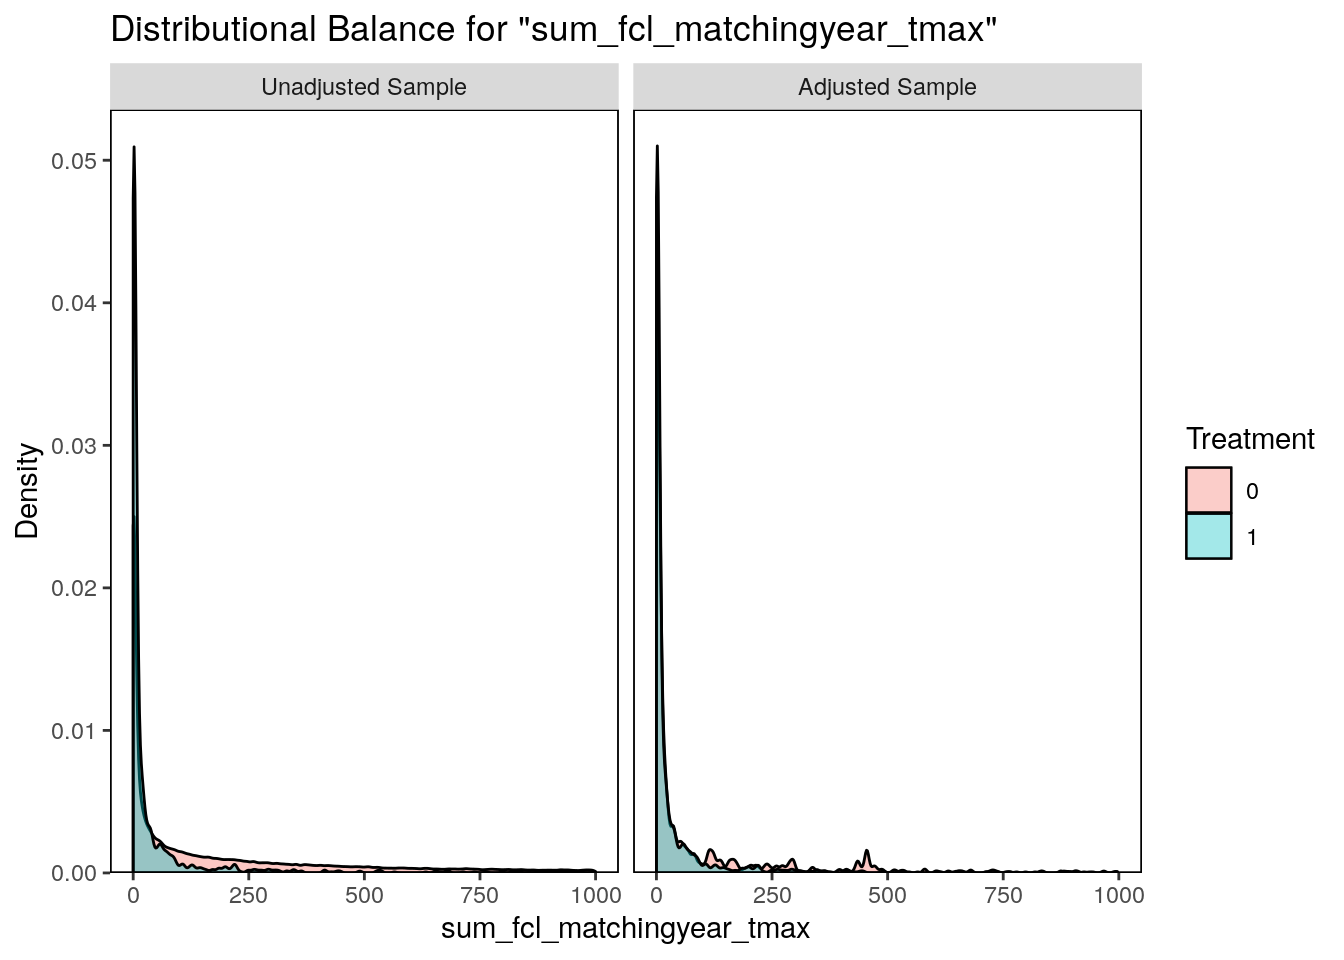 Distributional Balance for "sum_fcl_matchingyear_tmax"
Unadjusted Sample
Adjusted Sample
Density
0.05
0.04
0.03
0.02
0.01
0.00
0 250 500 750 1000
0 250 500 750 1000
sum_fcl_matchingyear_tmax
Treatment
0
1